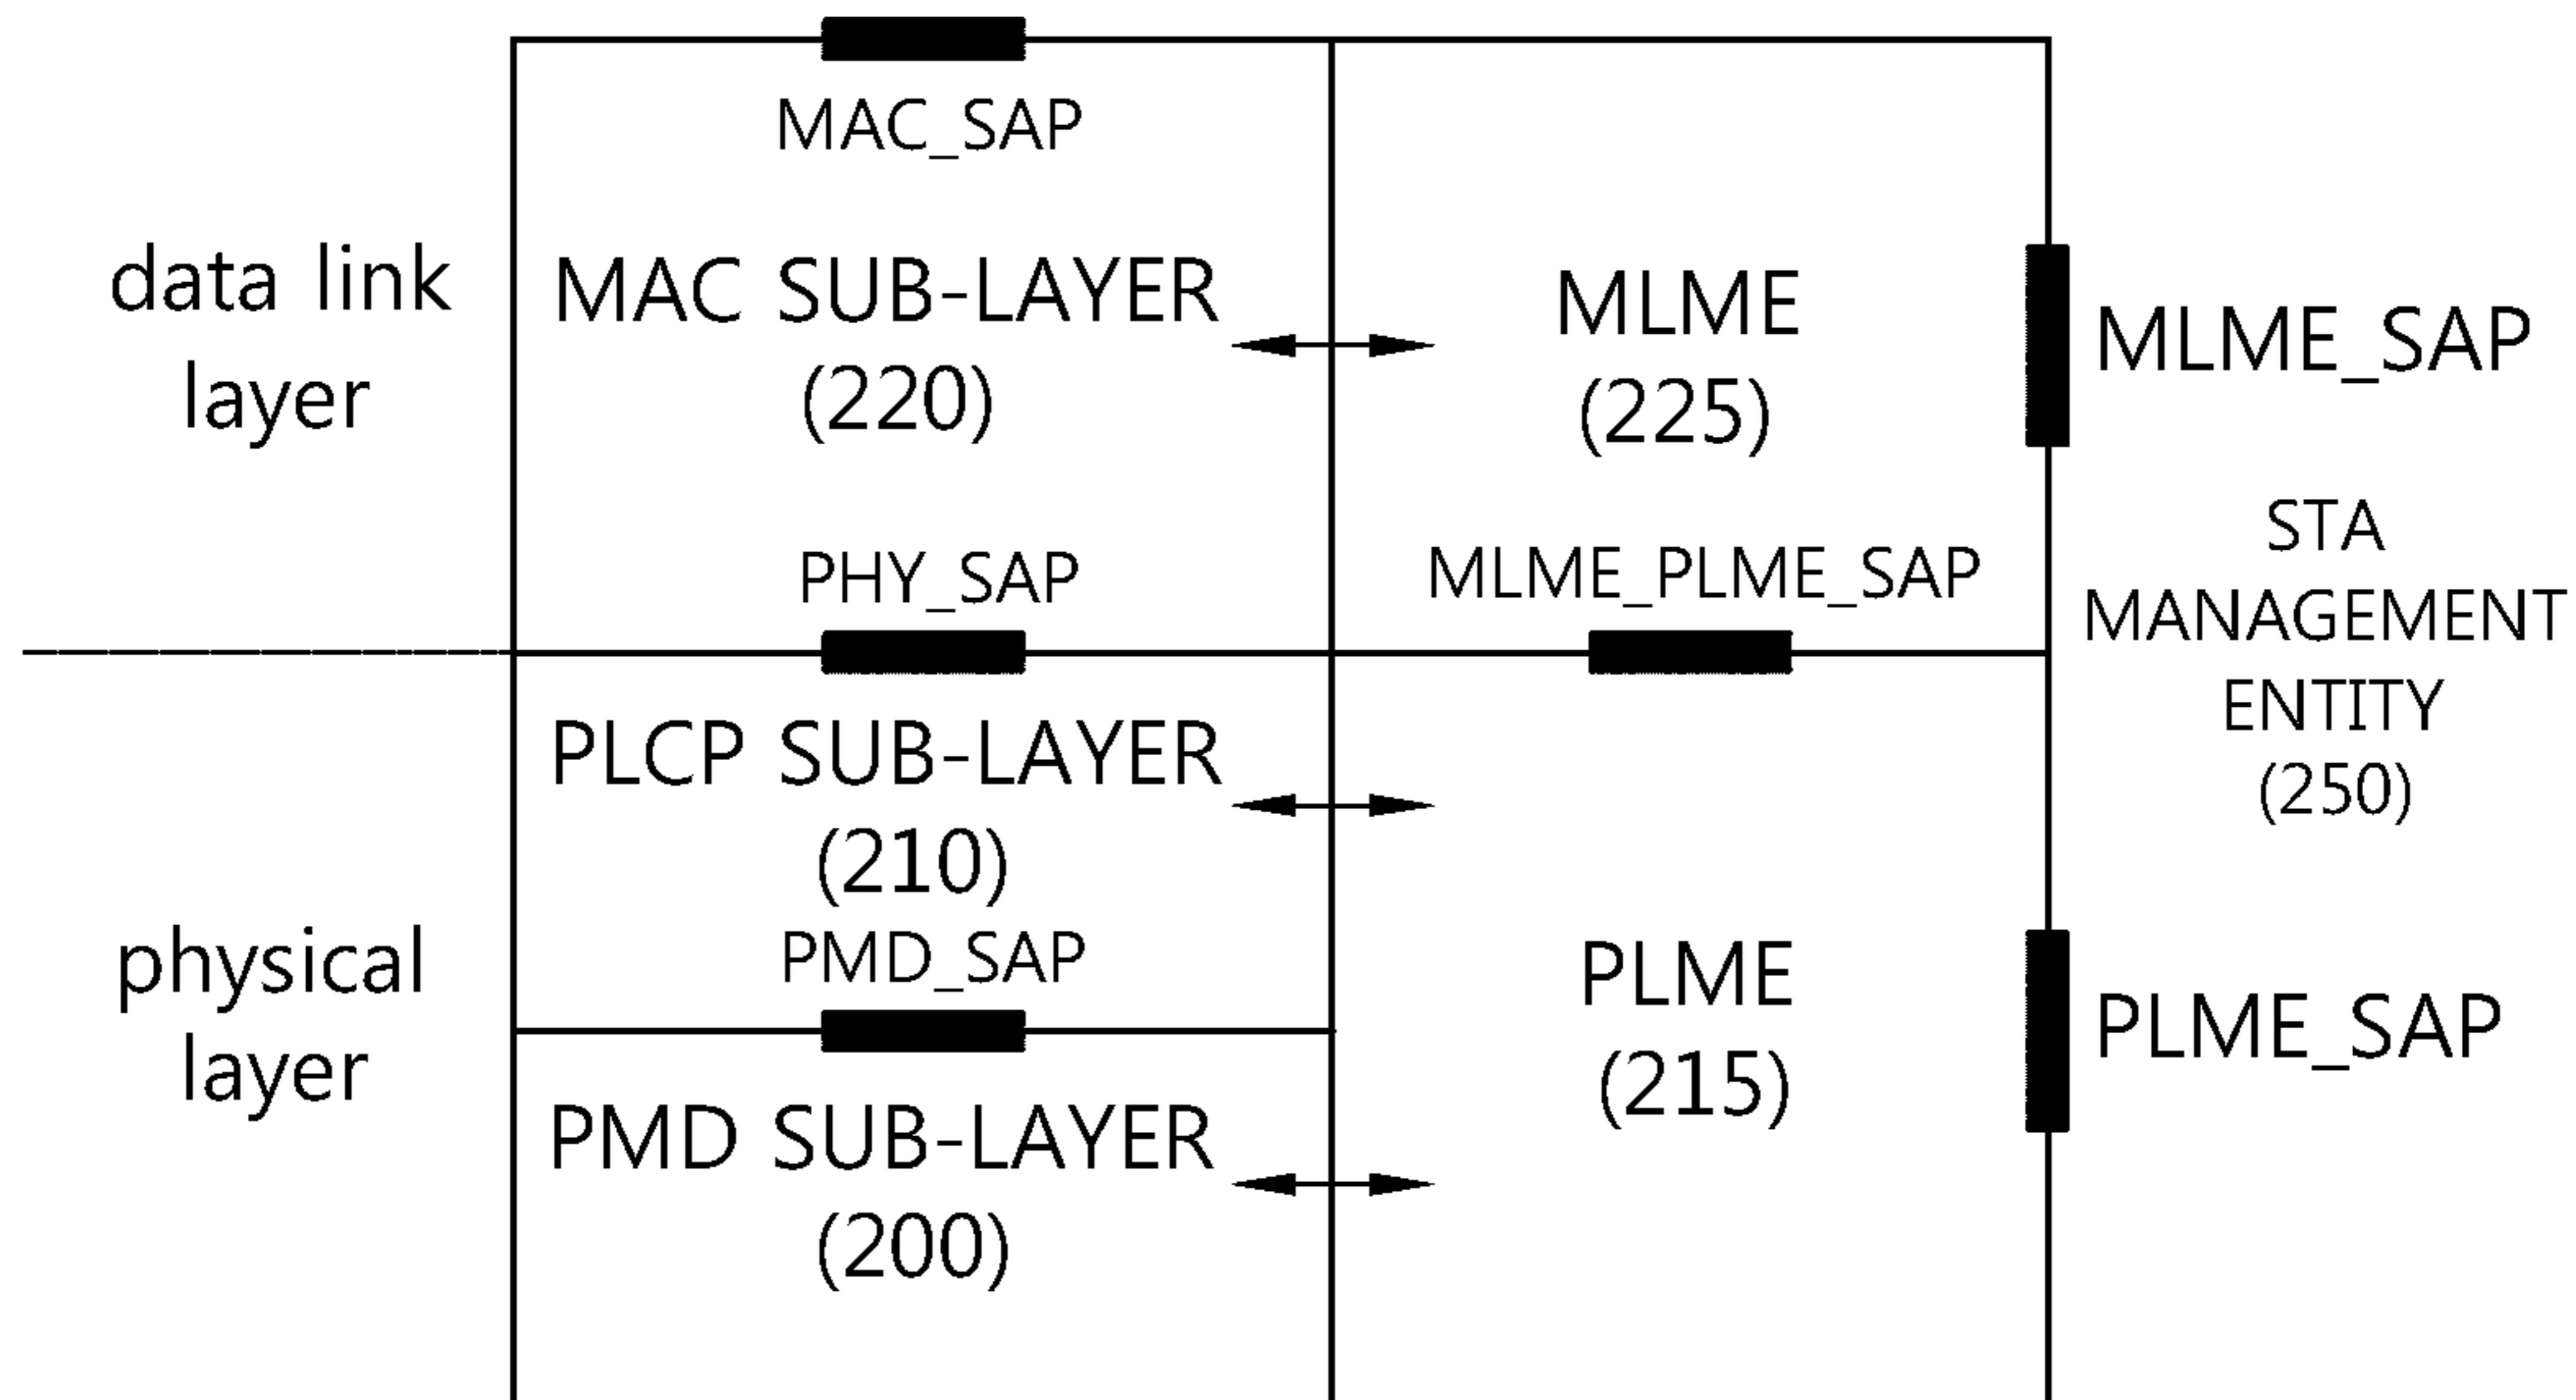 MAC_SAP
data link
layer
MAC SUB-LAYER
(220)
MLME
(225)
MLME_SAP
PHY_SAP
MLME_PLME_SAP
STA
MANAGEMENT
ENTITY
(250)
PLCP SUB-LAYER
(210)
PMD_SAP
physical
layer
PLME
(215)
PLME_SAP
PMD SUB-LAYER
(200)